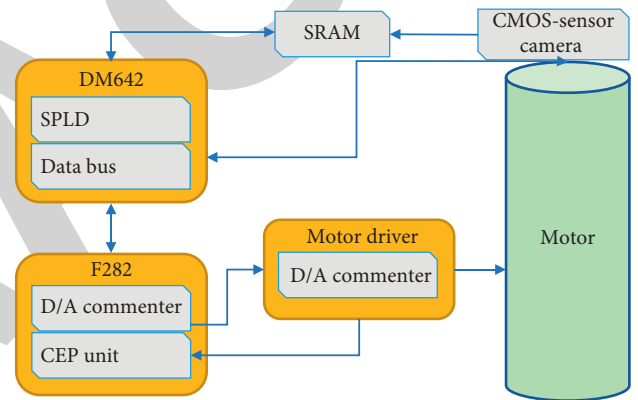 SRAM
CMOS-sensor
camera
DM642
SPLD
Data bus
F282
D/A commenter
CEP unit
Motor driver
D/A commenter
Motor